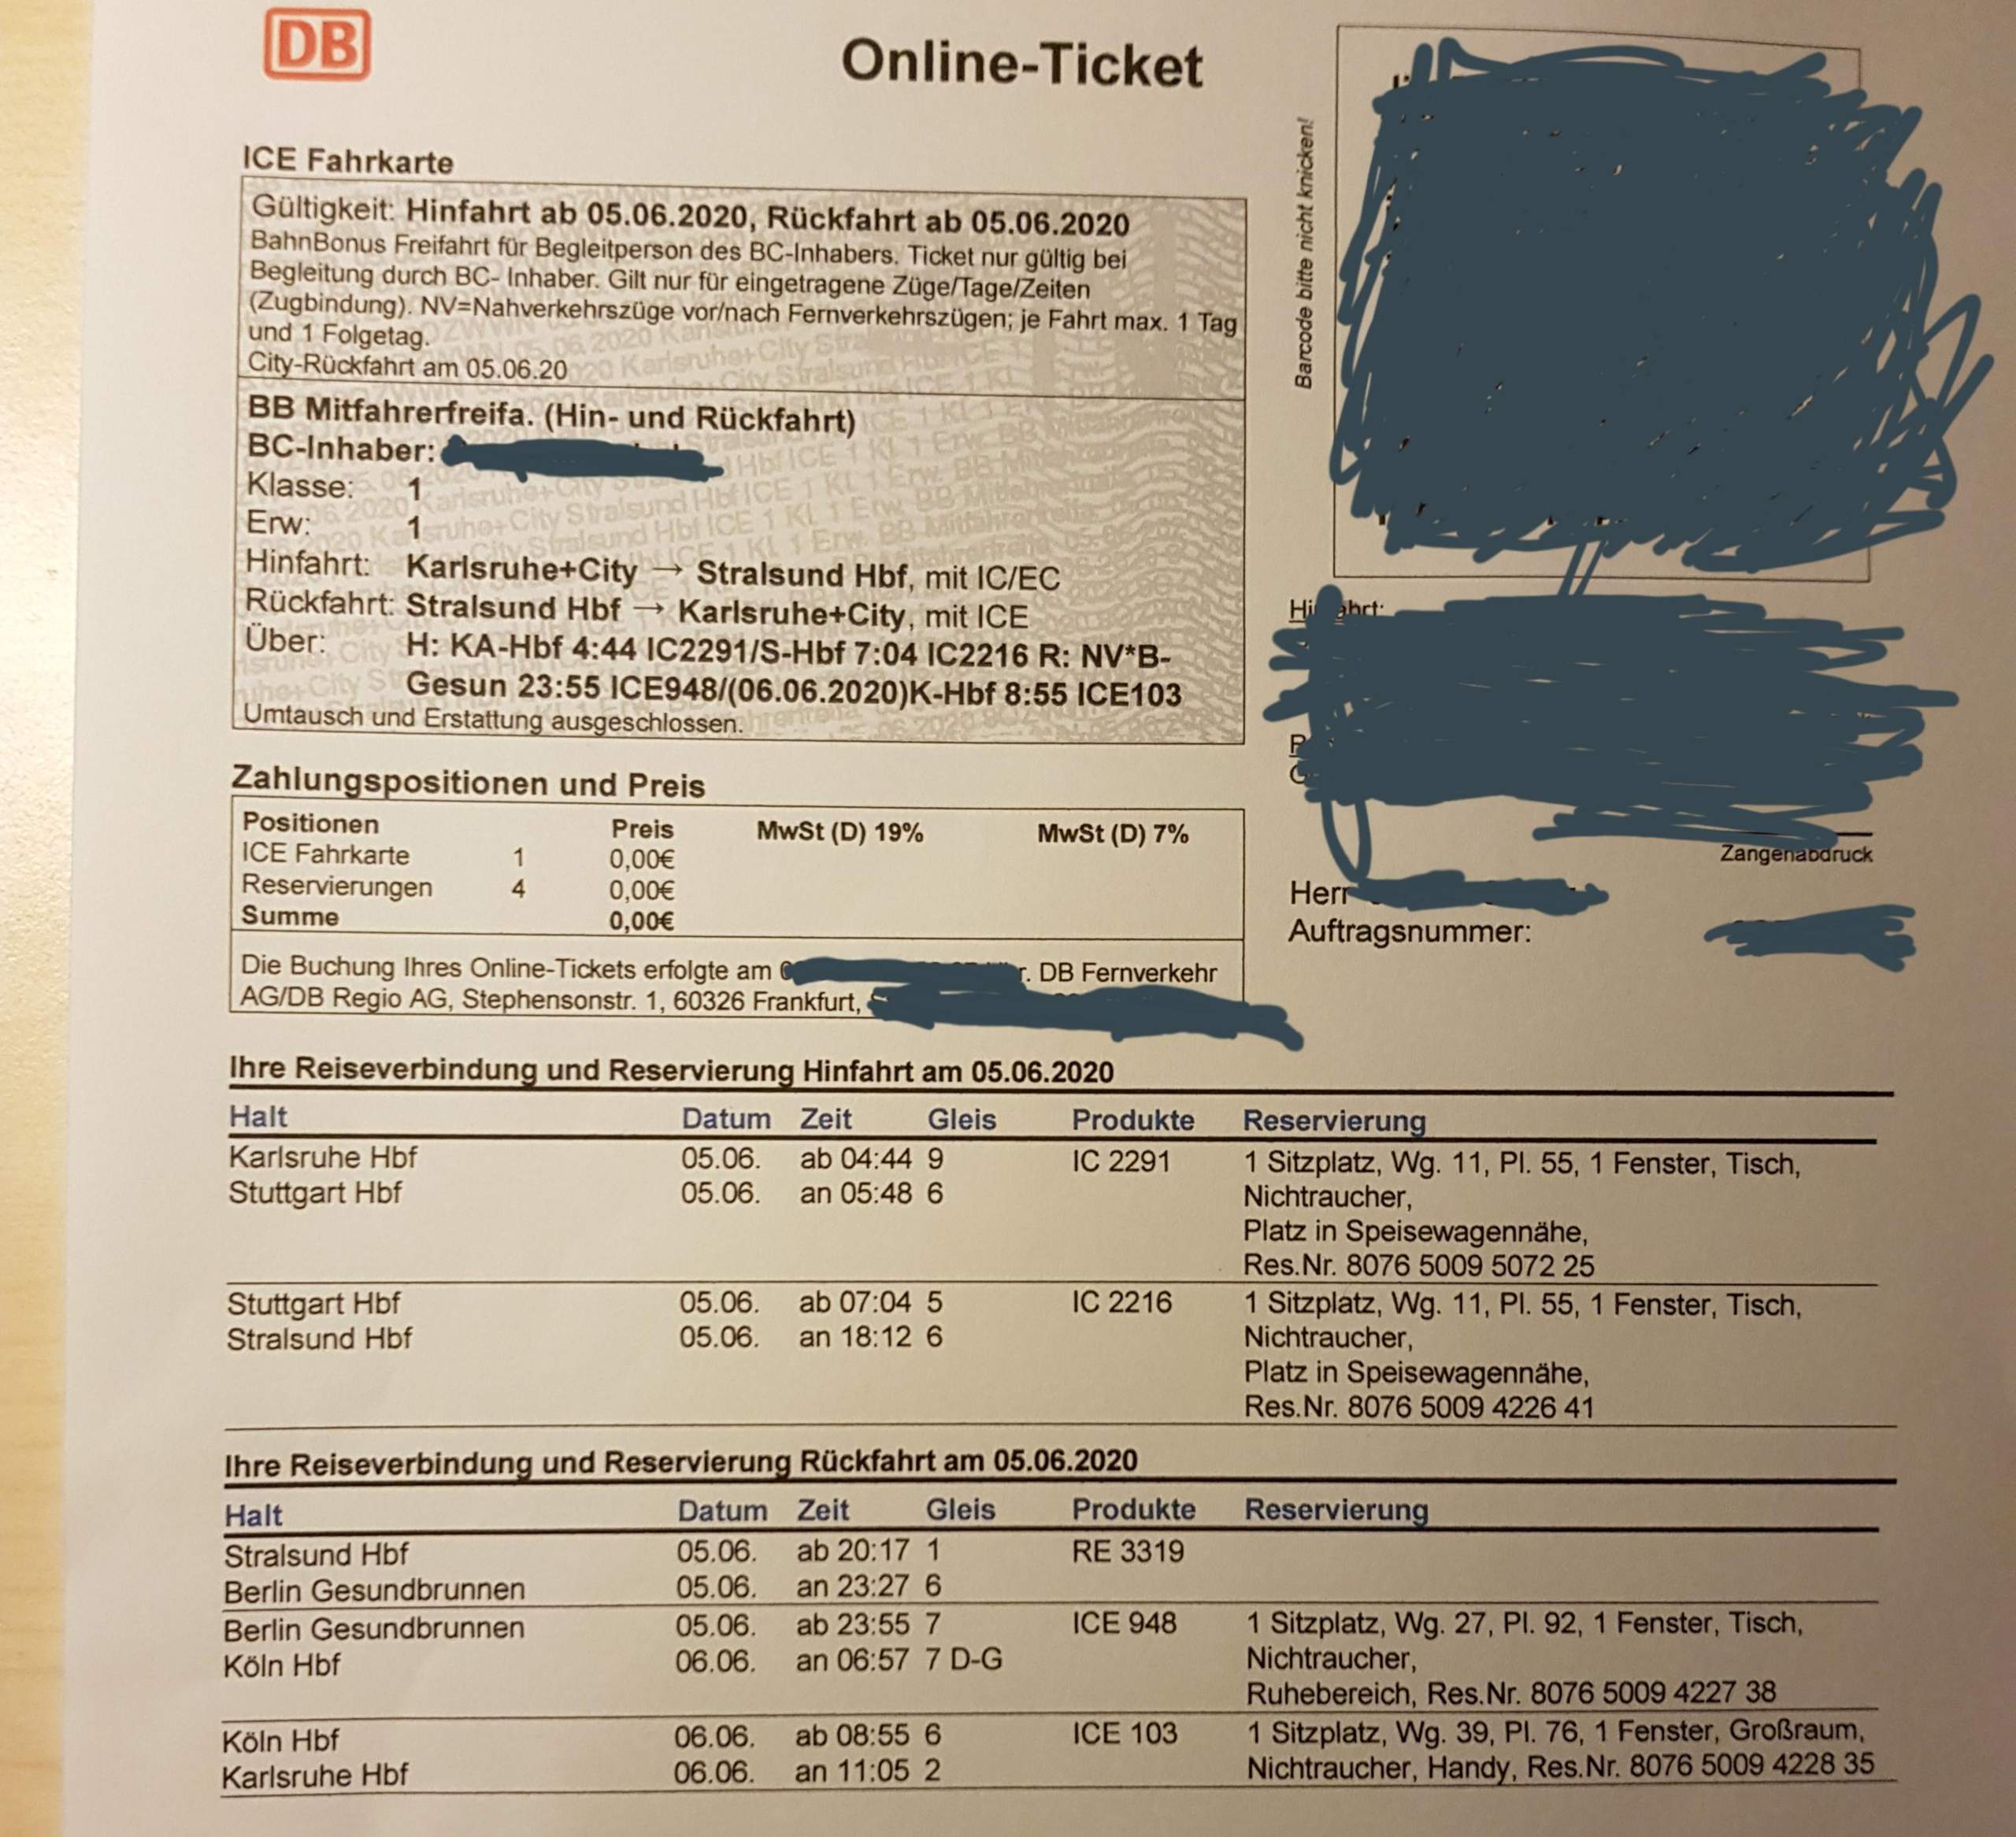 DB
Online-Ticket
Barcode bitte nicht knicken!
ICE Fahrkarte
Gültigkeit: Hinfahrt ab 05.06.2020, Rückfahrt ab 05.06.2020
BahnBonus Freifahrt für Begleitperson des BC-Inhabers. Ticket nur gültig bei
Begleitung durch BC- Inhaber. Gilt nur für eingetragene Züge/Tage/Zeiten
(Zugbindung). NV=Nahverkehrszüge vor/nach Fernverkehrszügen; je Fahrt max. 1 Tag
und 1 Folgetag.
City-Rückfahrt am 05.06.20
BB Mitfahrerfreifa. (Hin- und Rückfahrt)
BC-Inhaber:
Klasse: 1
Erw: 1
Hinfahrt: Karlsruhe+City → Stralsund Hbf, mit IC/EC
Rückfahrt: Stralsund Hbf → Karlsruhe+City, mit ICE
Über: H: KA-Hbf 4:44 IC2291/S-Hbf 7:04 IC2216 R: NV*B-
Gesun 23:55 ICE948/(06.06.2020)K-Hbf 8:55 ICE103
Umtausch und Erstattung ausgeschlossen.
Zangenabdruck
Herr
Auftragsnummer:
Zahlungspositionen und Preis
Positionen Preis MwSt (D) 19% MwSt (D) 7%
ICE Fahrkarte 1 0,00€
Reservierungen 4 0,00€
Summe 0,00€
Die Buchung Ihres Online-Tickets erfolgte am DB Fernverkehr
AG/DB Regio AG, Stephensonstr. 1, 60326 Frankfurt,
Ihre Reiseverbindung und Reservierung Hinfahrt am 05.06.2020
Halt Datum Zeit Gleis Produkte Reservierung
Karlsruhe Hbf 05.06. ab 04:44 9 IC 2291 1 Sitzplatz, Wg. 11, Pl. 55, 1 Fenster, Tisch,
Stuttgart Hbf 05.06. an 05:48 6 Nichtraucher,
Platz in Speisewagennähe,
Res.Nr. 8076 5009 5072 25
Stuttgart Hbf 05.06. ab 07:04 5 IC 2216 1 Sitzplatz, Wg. 11, Pl. 55, 1 Fenster, Tisch,
Stralsund Hbf 05.06. an 18:12 6 Nichtraucher,
Platz in Speisewagennähe,
Res.Nr. 8076 5009 4226 41
Ihre Reiseverbindung und Reservierung Rückfahrt am 05.06.2020
Halt Datum Zeit Gleis Produkte Reservierung
Stralsund Hbf 05.06. ab 20:17 1 RE 3319
Berlin Gesundbrunnen 05.06. an 23:27 6
Berlin Gesundbrunnen 05.06. ab 23:55 7 ICE 948 1 Sitzplatz, Wg. 27, Pl. 92, 1 Fenster, Tisch,
Köln Hbf 06.06. an 06:57 7 D-G Nichtraucher,
Ruhebereich, Res.Nr. 8076 5009 4227 38
Köln Hbf 06.06. ab 08:55 6 ICE 103 1 Sitzplatz, Wg. 39, Pl. 76, 1 Fenster, Großraum,
Karlsruhe Hbf 06.06. an 11:05 2 Nichtraucher, Handy, Res.Nr. 8076 5009 4228 35